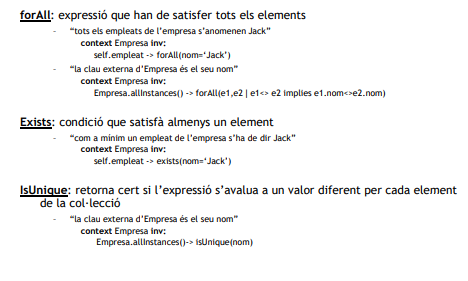 forAll: expressió que han de satisfer tots els elements
- "tots els empleats de l'empresa s'anomenen Jack"
context Empresa inv:
self.empleat -> forAll(nom='Jack')
- "la clau externa d'Empresa és el seu nom"
context Empresa inv:
Empresa.allInstances() -> forAll(e1,e2 | e1<> e2 implies e1.nom<>e2.nom)
Exists: condició que satisfà almenys un element
- "com a mínim un empleat de l'empresa s'ha de dir Jack"
context Empresa inv:
self.empleat -> exists(nom='Jack')
IsUnique: retorna cert si l'expressió s'avalua a un valor diferent per cada element
de la col·lecció
- "la clau externa d'Empresa és el seu nom"
context Empresa inv:
Empresa.allInstances()-> isUnique(nom)